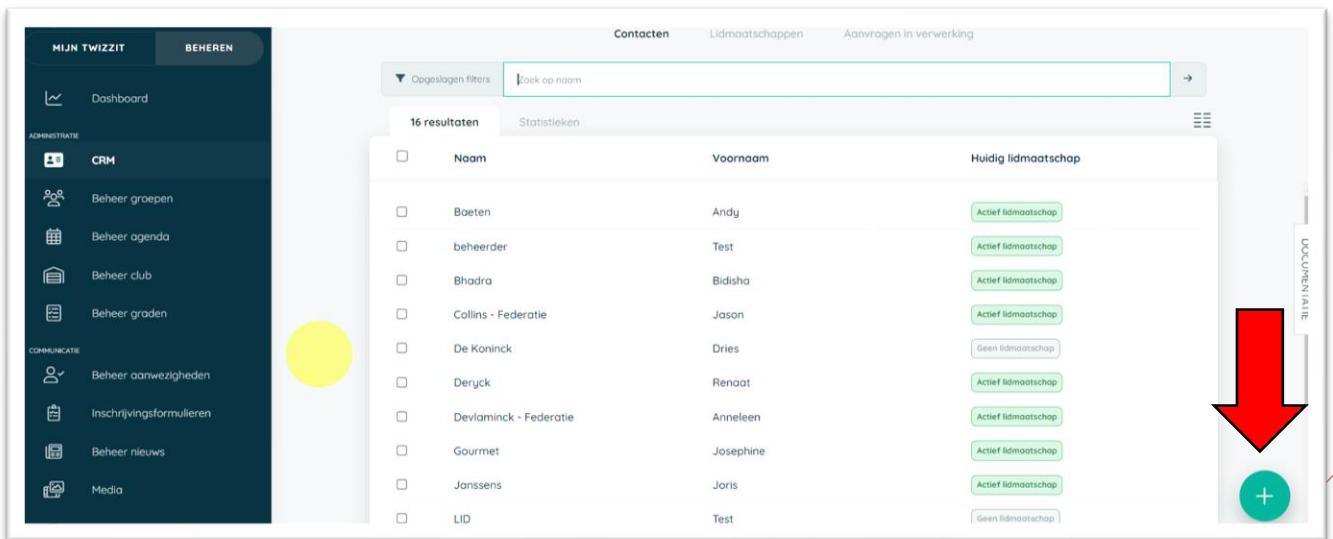 MIJN TWIZZIT BEHEREN
Dashboard
ADMINISTRATIE
CRM
Beheer groepen
Beheer agenda
Beheer club
Beheer graden
COMMUNICATIE
Beheer aanwezigheden
Inschrijvingsformulieren
Beheer nieuws
Media
Contacten Lidmaatschappen Aanvragen in verwerking
Opgeslagen filters Zoek op naam
16 resultaten Statistieken
Naam Voornaam Huidig lidmaatschap
Baeten Andy Actief lidmaatschap
beheerder Test Actief lidmaatschap
Bhadra Bidisha Actief lidmaatschap
Collins - Federatie Jason Actief lidmaatschap
De Koninck Dries Geen lidmaatschap
Deryck Renaat Actief lidmaatschap
Devlaminck - Federatie Anneleen Actief lidmaatschap
Gourmet Josephine Actief lidmaatschap
Janssens Joris Actief lidmaatschap
LID Test Geen lidmaatschap
DOCUMENTATIE